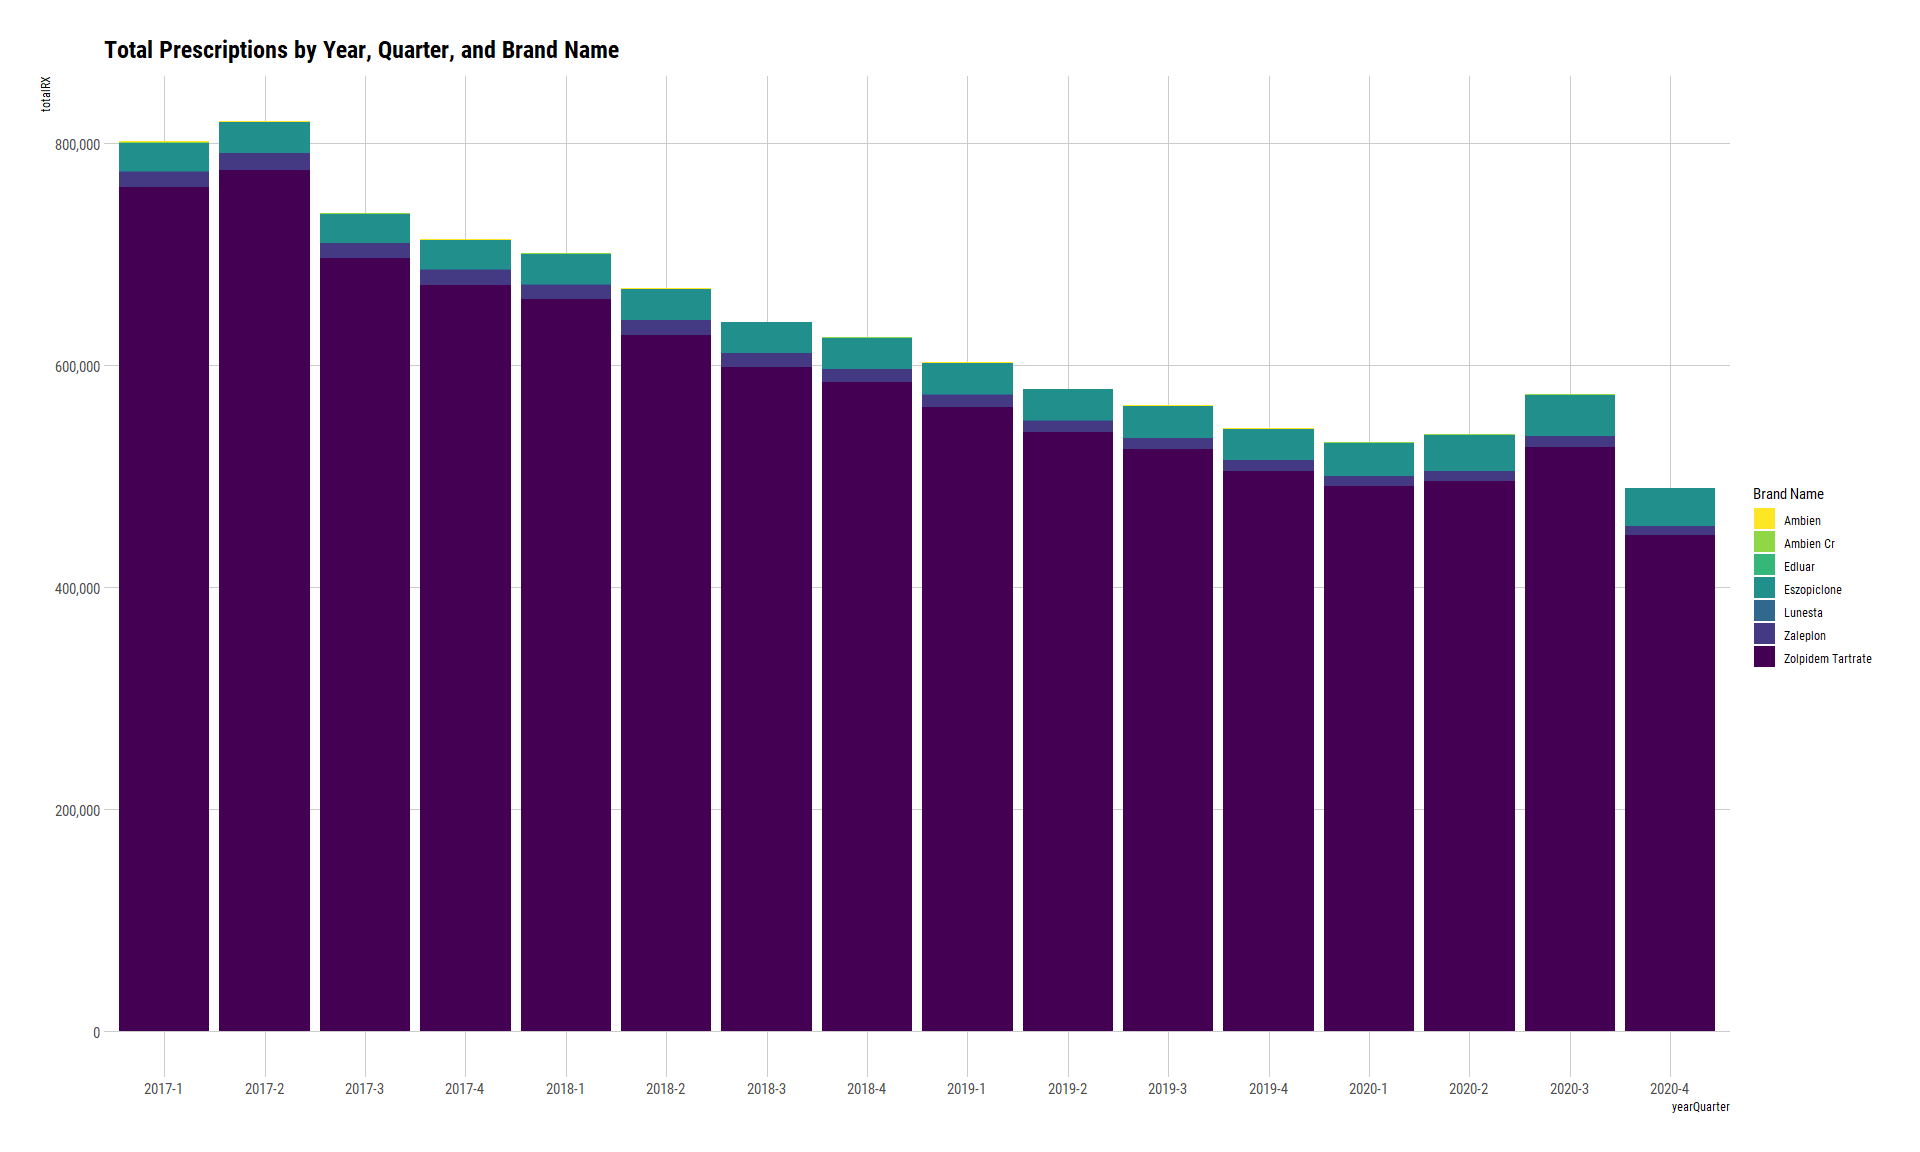 Total Prescriptions by Year, Quarter, and Brand Name
totalRX
800,000
600,000
400,000
200,000
0
2017-1 2017-2 2017-3 2017-4 2018-1 2018-2 2018-3 2018-4 2019-1 2019-2 2019-3 2019-4 2020-1 2020-2 2020-3 2020-4
yearQuarter
Brand Name
Ambien
Ambien Cr
Edluar
Eszopiclone
Lunesta
Zaleplon
Zolpidem Tartrate